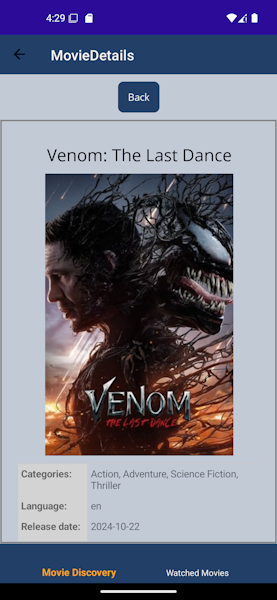 4:29
MovieDetails
Back
Venom: The Last Dance
VENOM
THE LAST DANCE
Categories: Action, Adventure, Science Fiction,
Thriller
Language: en
Release date: 2024-10-22
Movie Discovery Watched Movies